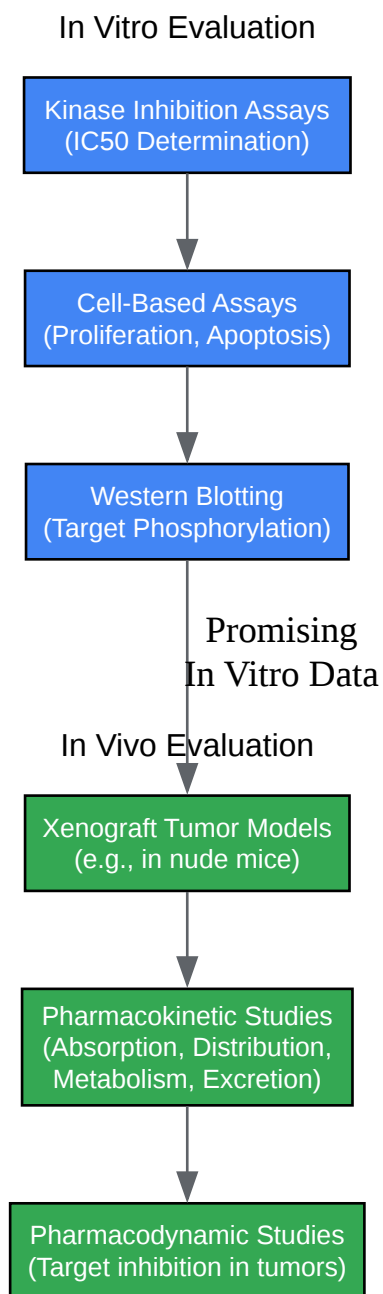 In Vitro Evaluation
Kinase Inhibition Assays
(IC50 Determination)
Cell-Based Assays
(Proliferation, Apoptosis)
Western Blotting
(Target Phosphorylation)
Promising
In Vitro Data
In Vivo Evaluation
Xenograft Tumor Models
(e.g., in nude mice)
Pharmacokinetic Studies
(Absorption, Distribution,
Metabolism, Excretion)
Pharmacodynamic Studies
(Target inhibition in tumors)